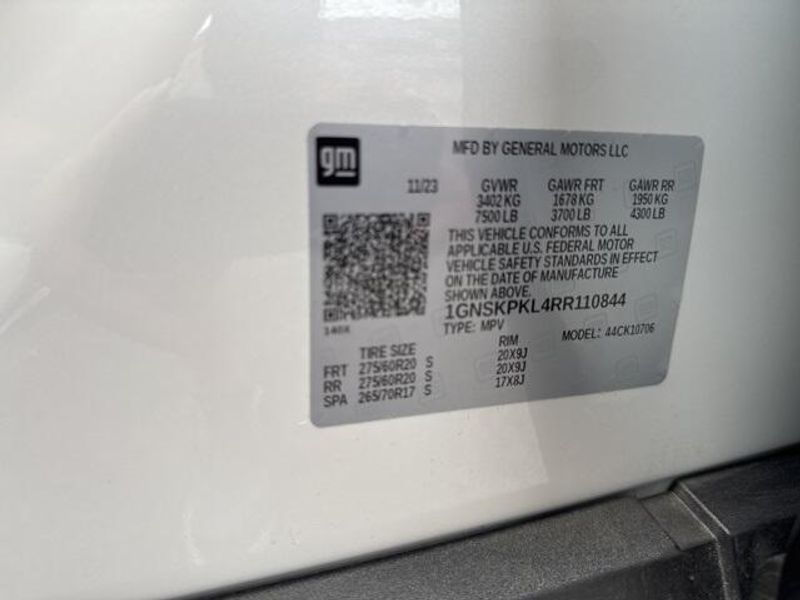 gm
MFD BY GENERAL MOTORS LLC
11/23 GVWR GAWR FRT GAWR RR
3402 KG 1678 KG 1950 KG
7500 LB 3700 LB 4300 LB
THIS VEHICLE CONFORMS TO ALL
APPLICABLE U.S. FEDERAL MOTOR
VEHICLE SAFETY STANDARDS IN EFFECT
ON THE DATE OF MANUFACTURE
SHOWN ABOVE.
1GNSKPKL4RR110844
TYPE: MPV MODEL: 44CK10706
TIRE SIZE RIM
FRT 275/60R20 S 20X9J
RR 275/60R20 S 20X9J
SPA 265/70R17 S 17X8J